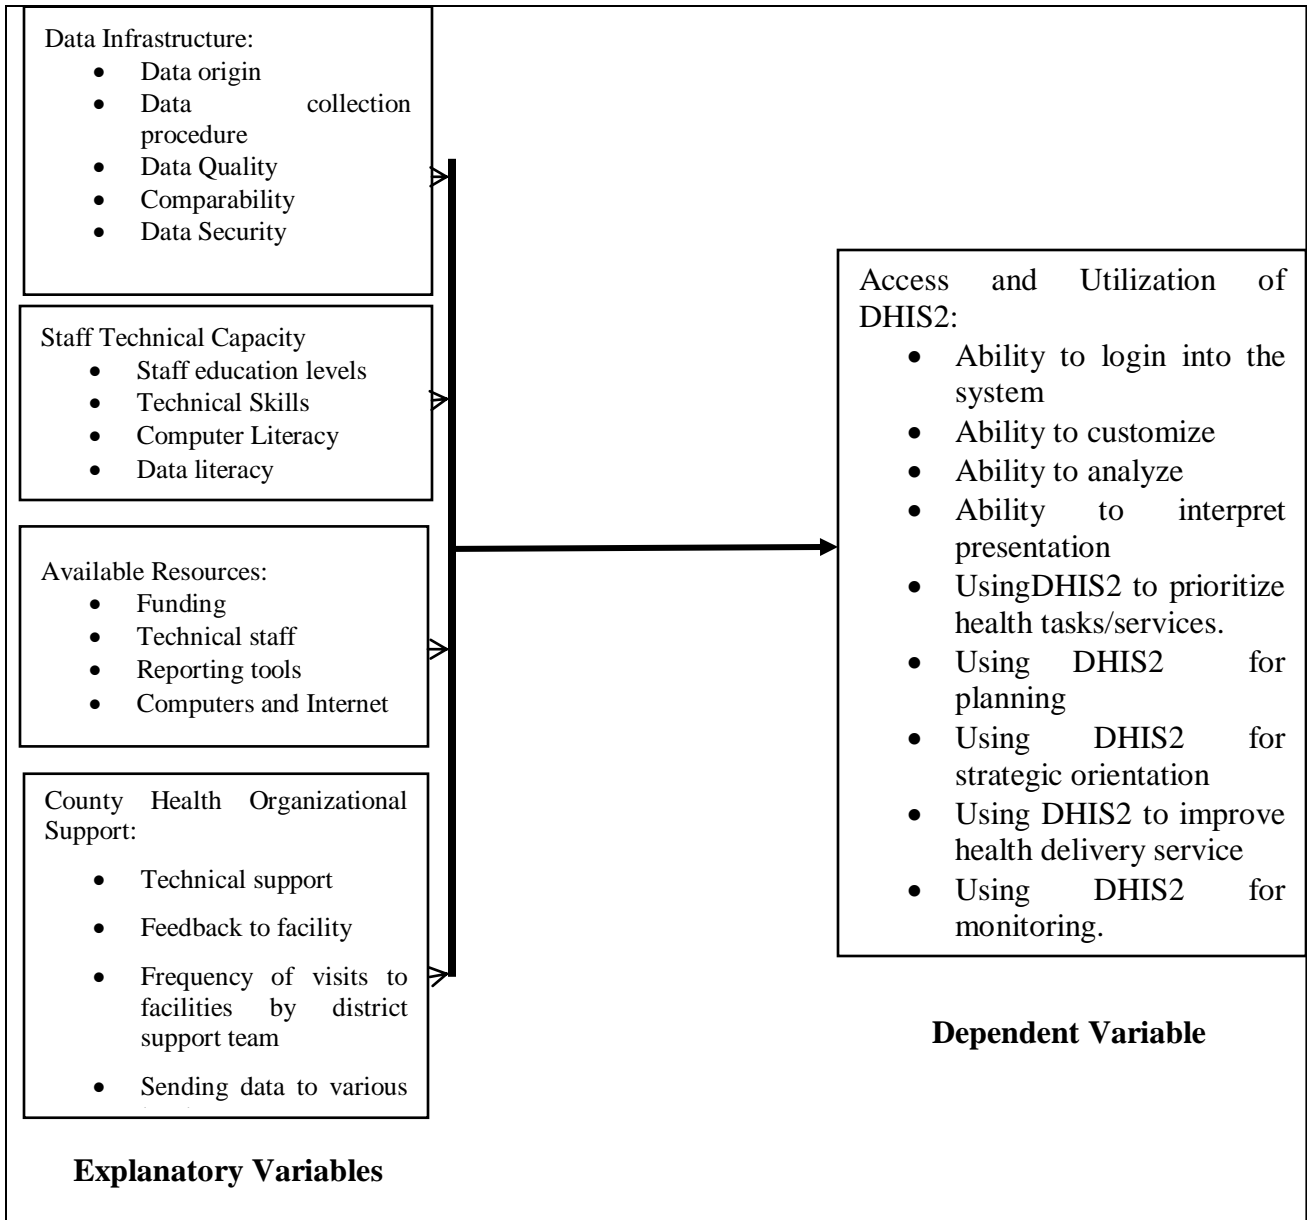 Data Infrastructure:
• Data origin
• Data collection
procedure
• Data Quality
• Comparability
• Data Security
Staff Technical Capacity
• Staff education levels
• Technical Skills
• Computer Literacy
• Data literacy
Available Resources:
• Funding
• Technical staff
• Reporting tools
• Computers and Internet
County Health Organizational
Support:
• Technical support
• Feedback to facility
• Frequency of visits to
facilities by district
support team
• Sending data to various
Explanatory Variables
Access and Utilization of
DHIS2:
• Ability to login into the
system
• Ability to customize
• Ability to analyze
• Ability to interpret
presentation
• UsingDHIS2 to prioritize
health tasks/services.
• Using DHIS2 for
planning
• Using DHIS2 for
strategic orientation
• Using DHIS2 to improve
health delivery service
• Using DHIS2 for
monitoring.
Dependent Variable